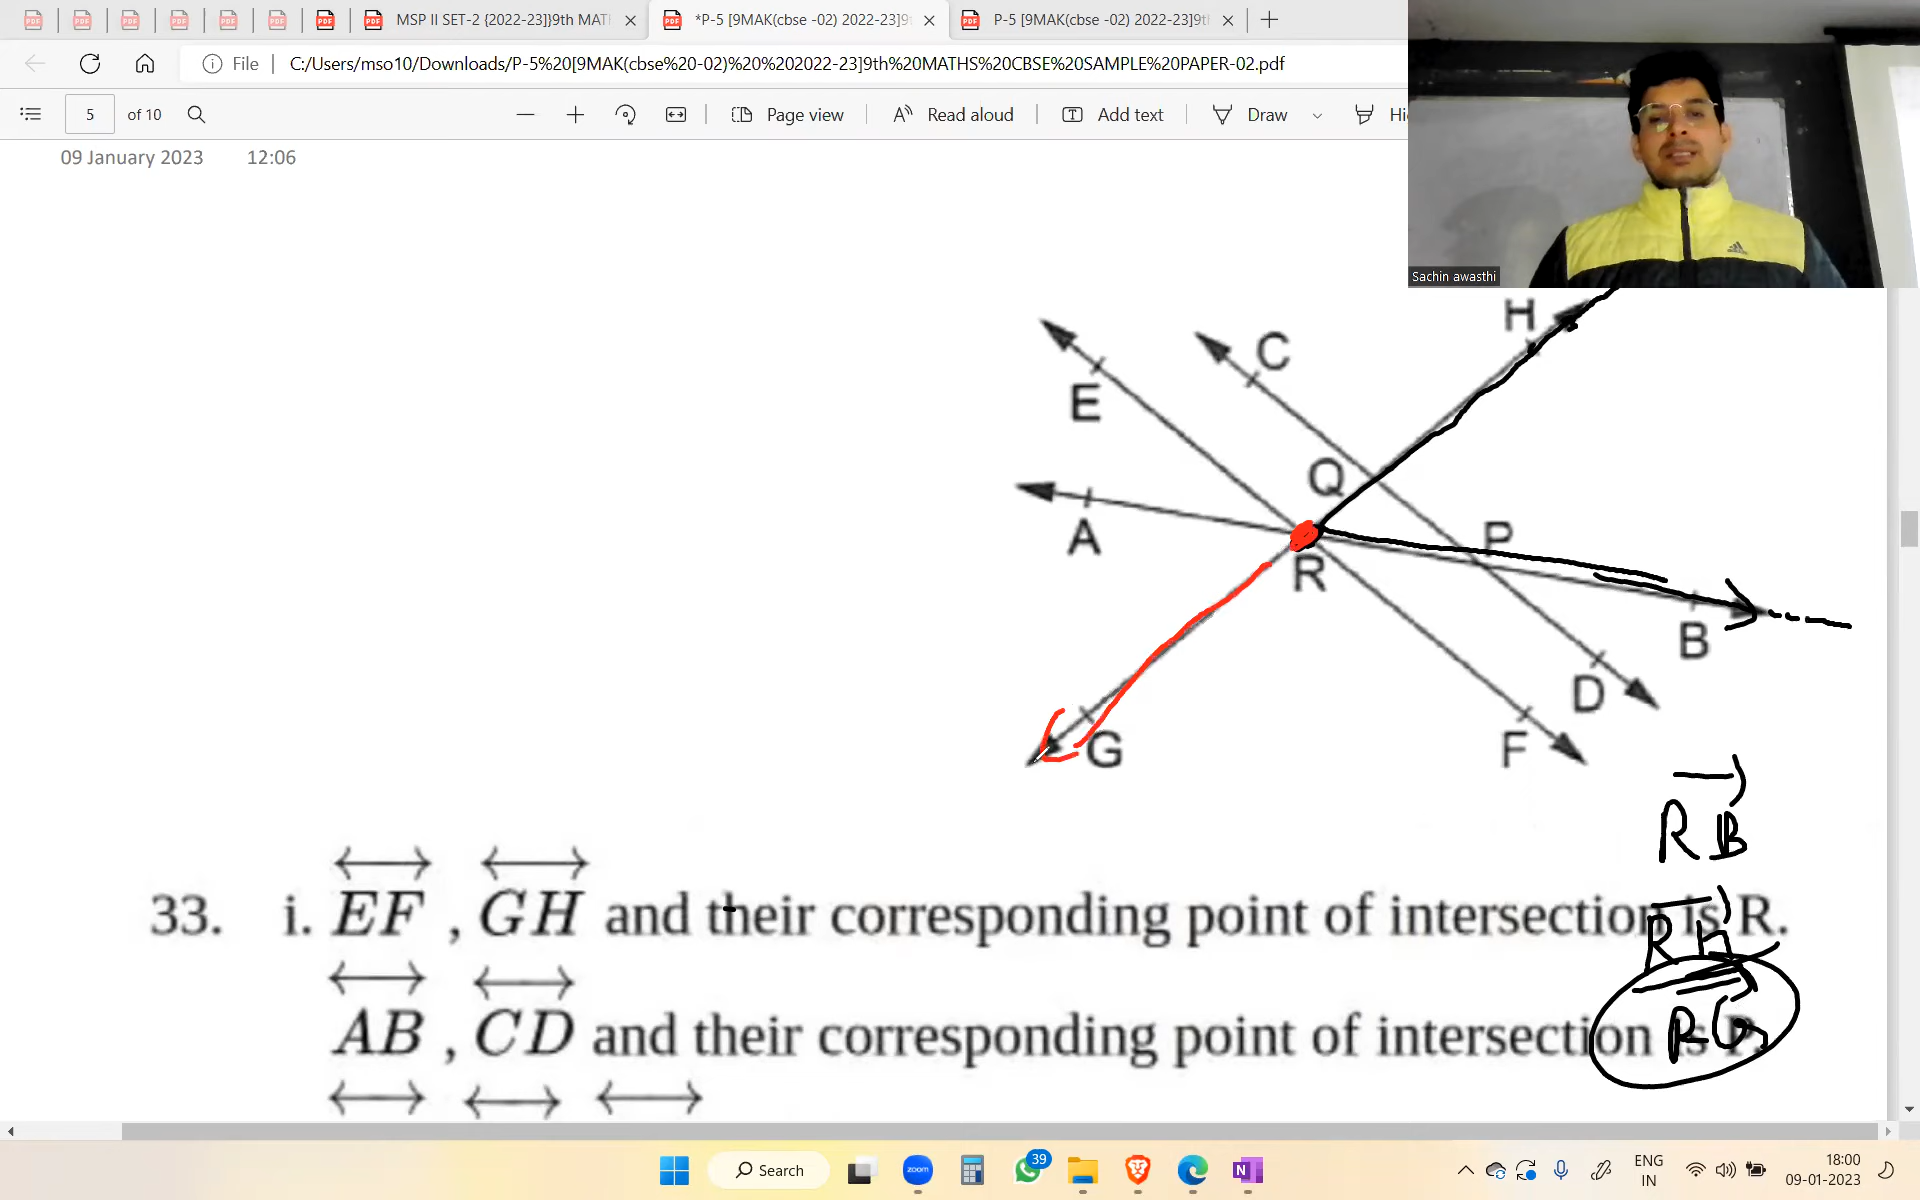 MSP II SET-2 {2022-23]}9th MAT
*P-5 [9MAK(cbse -02) 2022-23]9
P-5 [9MAK(cbse -02) 2022-23]9t
File
C:/Users/mso10/Downloads/P-5%20[9MAK(cbse%20-02)%20%202022-23]9th%20MATHS%20CBSE%20SAMPLE%20PAPER-02.pdf
5 of 10
Page view
Read aloud
Add text
Draw
Hi
Sachin awasthi
09 January 2023 12:06
H
C
E
Q
A
P
R
B
D
G
F
RB
33. i. EF , GH and their corresponding point of intersection is R.
RH
AB , CD and their corresponding point of intersection is P.
RG
Search
zoom
39
ENG
IN
18:00
09-01-2023